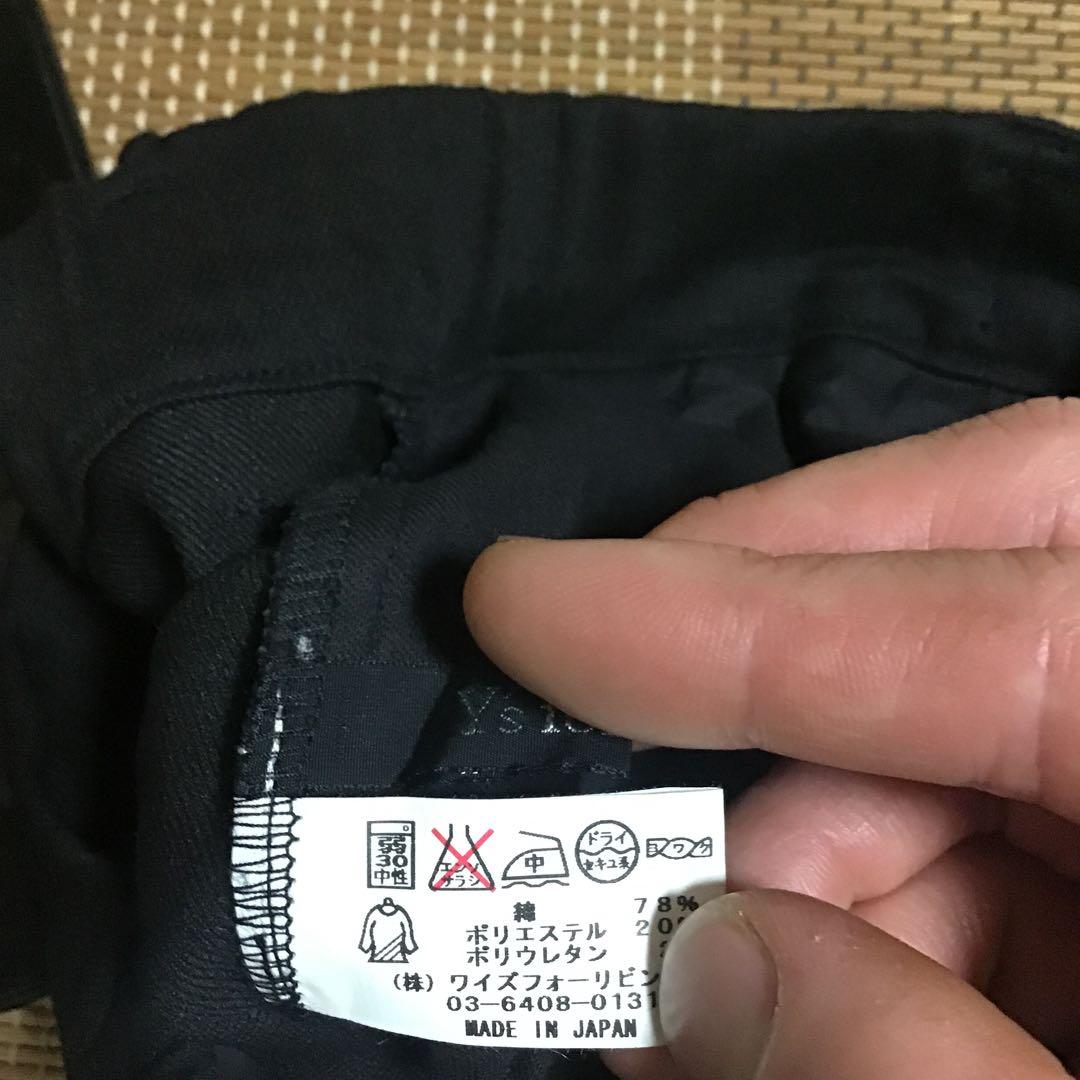 Y's
弱
30
中性
エンソ
サラシ
中
ドライ
セキユ系
ヨワク
綿 78%
ポリエステル 20
ポリウレタン
(株)ワイズフォーリビン
03-6408-0131
MADE IN JAPAN